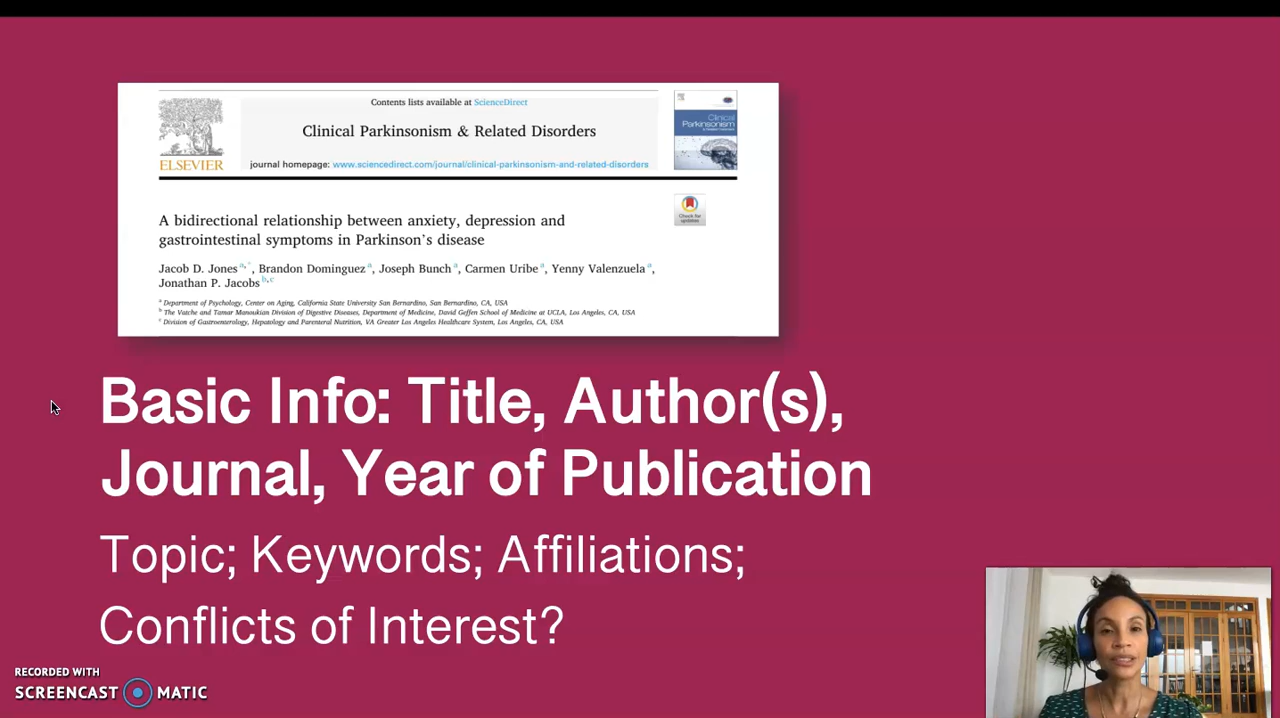 Contents lists available at ScienceDirect
Clinical Parkinsonism & Related Disorders
journal homepage: www.sciencedirect.com/journal/clinical-parkinsonism-and-related-disorders
ELSEVIER
Clinical
Parkinsonism
Check for
updates
A bidirectional relationship between anxiety, depression and
gastrointestinal symptoms in Parkinson's disease
Jacob D. Jones a,*, Brandon Dominguez a, Joseph Bunch a, Carmen Uribe a, Yenny Valenzuela a,
Jonathan P. Jacobs b,c
a Department of Psychology, Center on Aging, California State University San Bernardino, San Bernardino, CA, USA
b The Vatche and Tamar Manoukian Division of Digestive Diseases, Department of Medicine, David Geffen School of Medicine at UCLA, Los Angeles, CA, USA
c Division of Gastroenterology, Hepatology and Parenteral Nutrition, VA Greater Los Angeles Healthcare System, Los Angeles, CA, USA
Basic Info: Title, Author(s),
Journal, Year of Publication
Topic; Keywords; Affiliations;
Conflicts of Interest?
RECORDED WITH
SCREENCAST MATIC